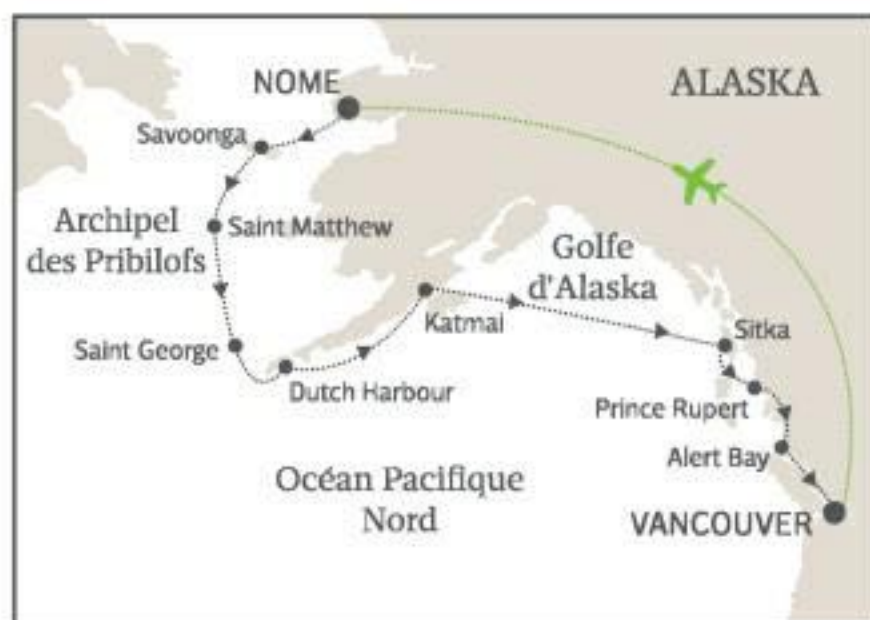 NOME
ALASKA
Savoonga
Archipel
des Pribilofs
Saint Matthew
Golfe
d'Alaska
Katmai
Sitka
Saint George
Dutch Harbour
Prince Rupert
Alert Bay
Océan Pacifique
Nord
VANCOUVER